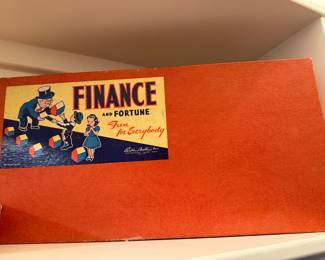 FINANCE
AND FORTUNE
Fun
for Everybody